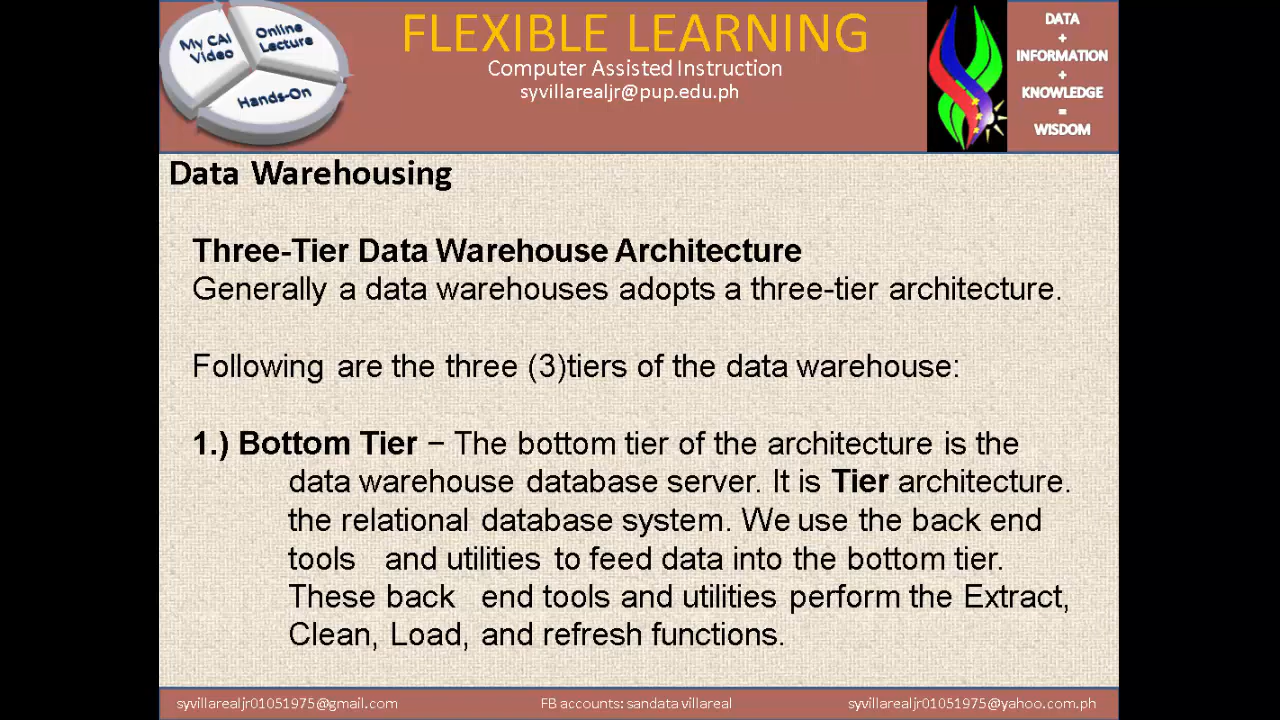 My CAI
Video
Online
Lecture
Hands-On
FLEXIBLE LEARNING
Computer Assisted Instruction
syvillarealjr@pup.edu.ph
DATA
+
INFORMATION
+
KNOWLEDGE
=
WISDOM
Data Warehousing
Three-Tier Data Warehouse Architecture
Generally a data warehouses adopts a three-tier architecture.
Following are the three (3)tiers of the data warehouse:
1.) Bottom Tier − The bottom tier of the architecture is the
data warehouse database server. It is Tier architecture.
the relational database system. We use the back end
tools and utilities to feed data into the bottom tier.
These back end tools and utilities perform the Extract,
Clean, Load, and refresh functions.
syvillarealjr01051975@gmail.com
FB accounts: sandata villareal
syvillarealjr01051975@yahoo.com.ph